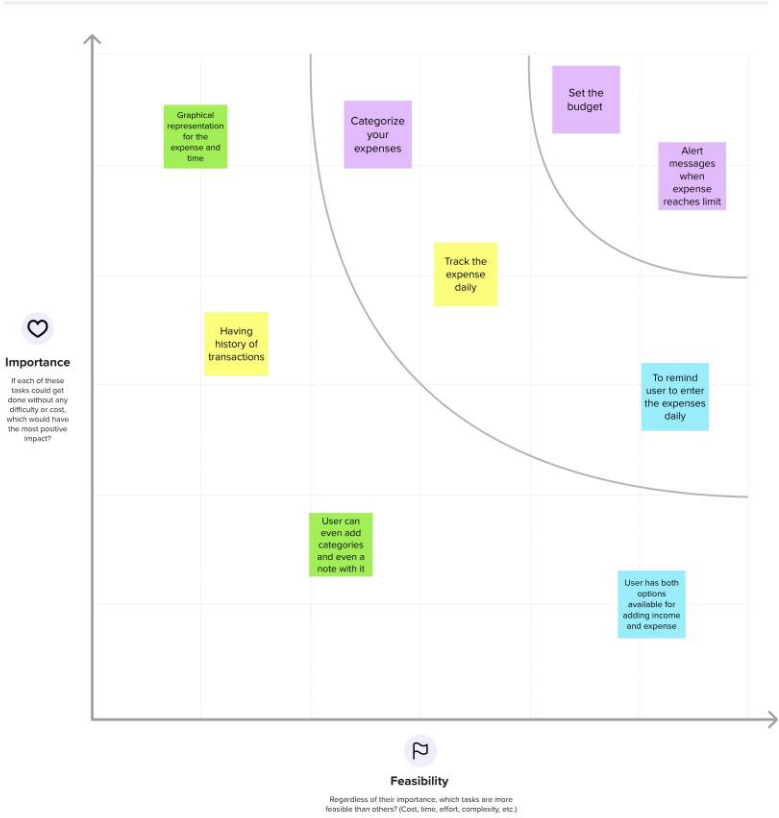 Set the
budget
Graphical
representation
for the
expense and
time
Categorize
your
expenses
Alert
messages
when
expense
reaches limit
Track the
expense
daily
Having
history of
transactions
Importance
If each of these
tasks could get
done without any
difficulty or cost,
which would have
the most positive
impact?
To remind
user to enter
the expenses
daily
User can
even add
categories
and even a
note with it
User has both
options
available for
adding income
and expense
Feasibility
Regardless of their importance, which tasks are more
feasible than others? (Cost, time, effort, complexity, etc.)